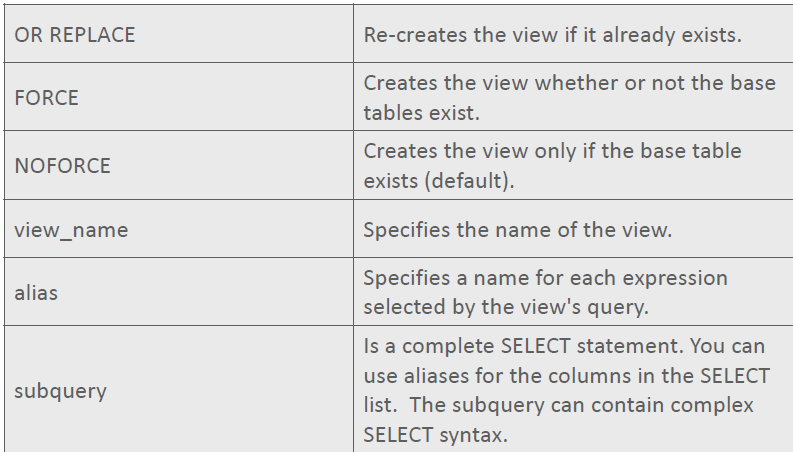 OR REPLACE
Re-creates the view if it already exists.
FORCE
Creates the view whether or not the base
tables exist.
NOFORCE
Creates the view only if the base table
exists (default).
view_name
Specifies the name of the view.
alias
Specifies a name for each expression
selected by the view's query.
subquery
Is a complete SELECT statement. You can
use aliases for the columns in the SELECT
list.  The subquery can contain complex
SELECT syntax.